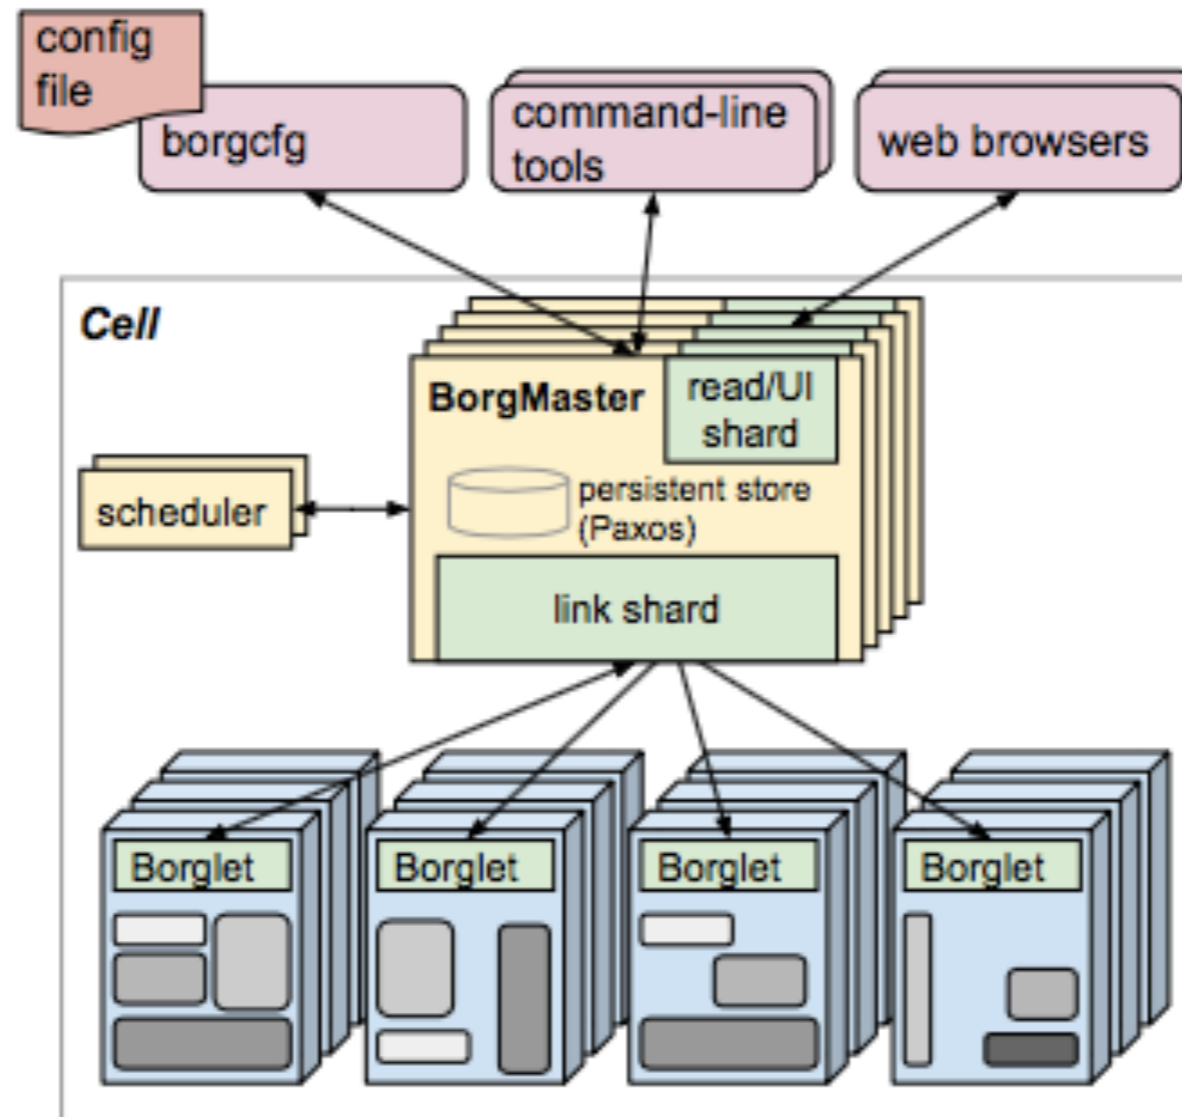 config
file
borgcfg
command-line
tools
web browsers
Cell
BorgMaster
read/UI
shard
scheduler
persistent store
(Paxos)
link shard
Borglet
Borglet
Borglet
Borglet